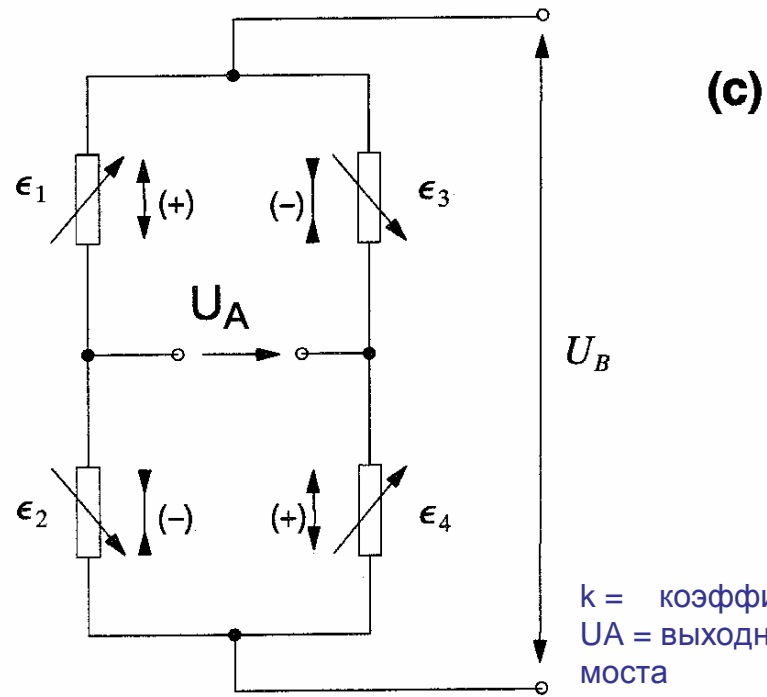 (c)
ϵ1
(+)
(-)
ϵ3
UA
UB
ϵ2
(-)
(+)
ϵ4
k =
UA =
моста